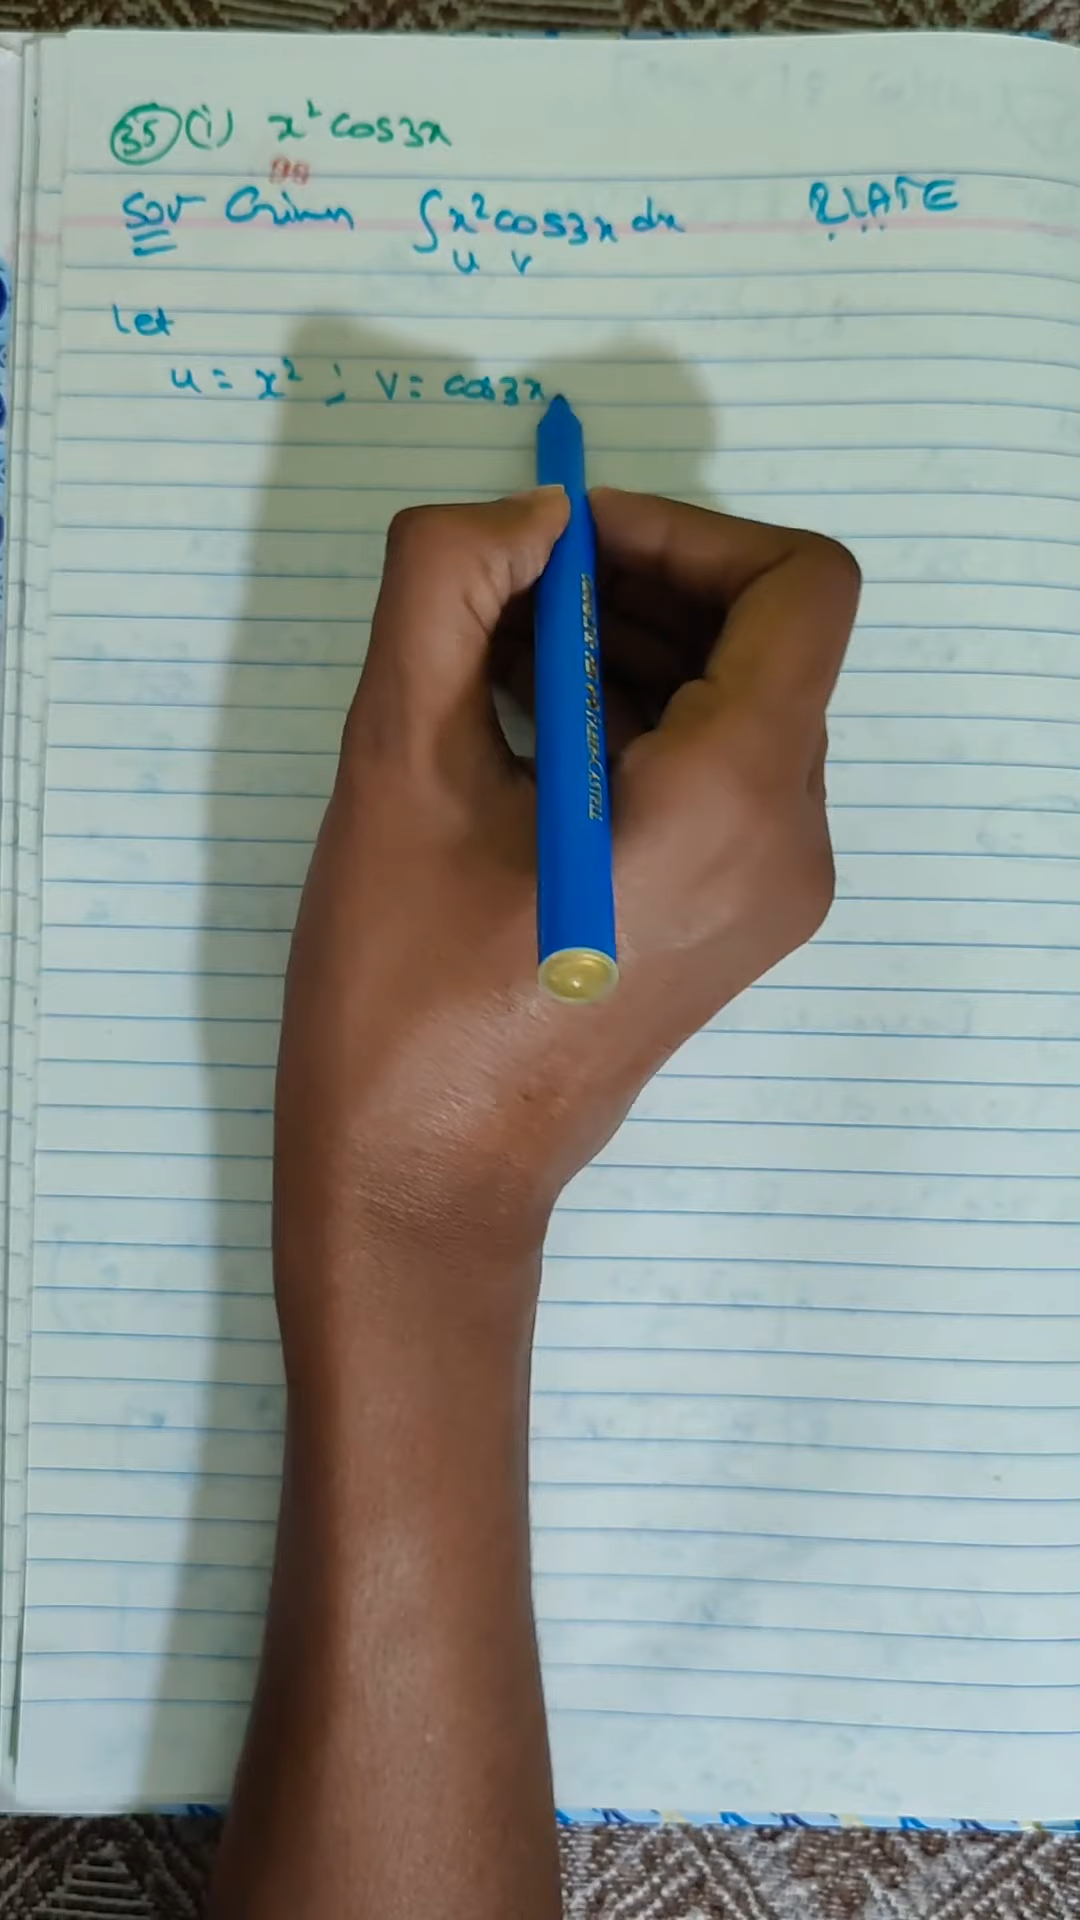 35 (i) x² cos3x
Sol Given ∫x²cos3x dx ILATE
u v
Let
u = x² ; v = cos3x